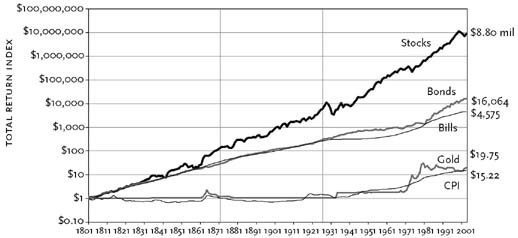 $100,000,000
$10,000,000
$1,000,000
$100,000
$10,000
$1,000
$100
$10
$1
$0.10
TOTAL RETURN INDEX
Stocks
$8.80 mil
Bonds
$16,064
$4,575
Bills
Gold
$19.75
$15.22
CPI
1801 1811 1821 1831 1841 1851 1861 1871 1881 1891 1901 1911 1921 1931 1941 1951 1961 1971 1981 1991 2001